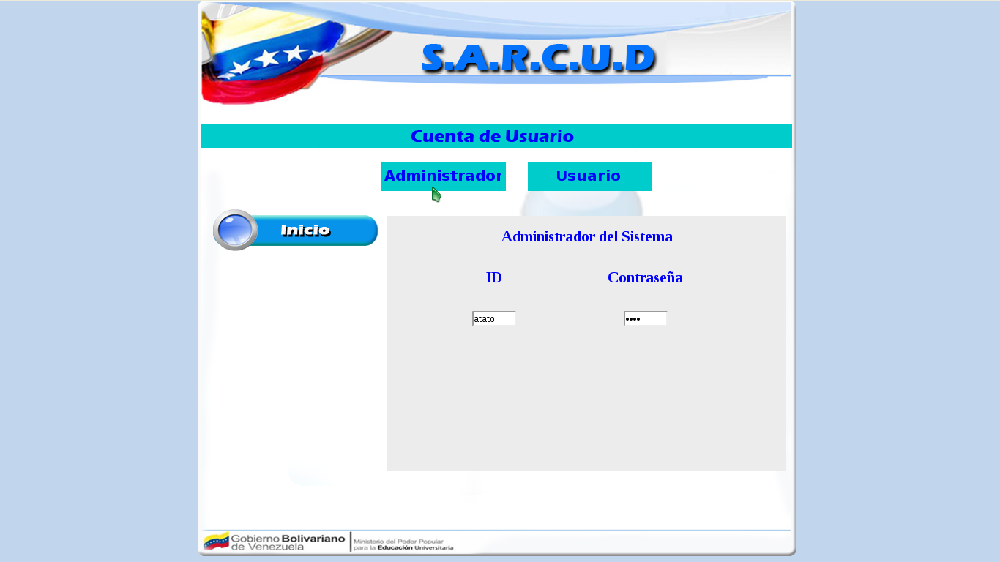 S.A.R.C.U.D
Cuenta de Usuario
Administrador
Usuario
Inicio
Administrador del Sistema
ID
Contraseña
atato
••••
Gobierno Bolivariano
de Venezuela
Ministerio del Poder Popular
para la Educación Universitaria